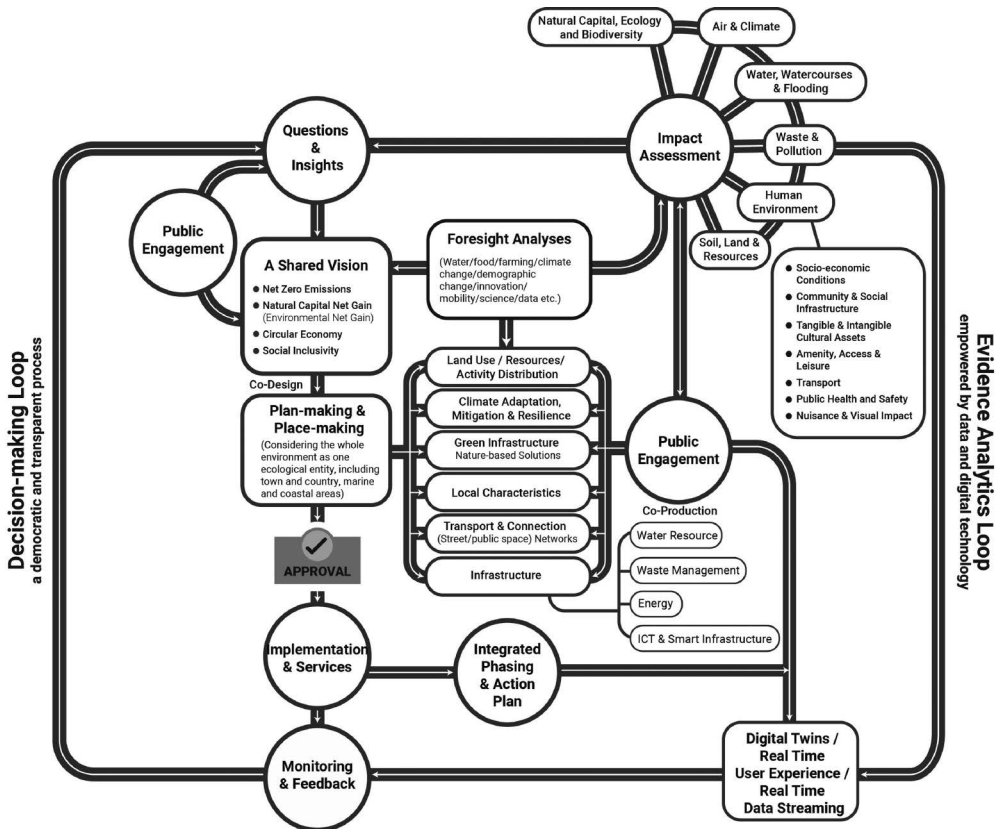 Natural Capital, Ecology
and Biodiversity
Air & Climate
Water, Watercourses
& Flooding
Waste &
Pollution
Human
Environment
Soil, Land &
Resources
Impact
Assessment
Questions
&
Insights
Public
Engagement
A Shared Vision
● Net Zero Emissions
● Natural Capital Net Gain
(Environmental Net Gain)
● Circular Economy
● Social Inclusivity
Foresight Analyses
(Water/food/farming/climate
change/demographic
change/innovation/
mobility/science/data etc.)
● Socio-economic
Conditions
● Community & Social
Infrastructure
● Tangible & Intangible
Cultural Assets
● Amenity, Access &
Leisure
● Transport
● Public Health and Safety
● Nuisance & Visual Impact
Co-Design
Plan-making &
Place-making
(Considering the whole
environment as one
ecological entity, including
town and country, marine
and coastal areas)
Land Use / Resources/
Activity Distribution
Climate Adaptation,
Mitigation & Resilience
Green Infrastructure
Nature-based Solutions
Local Characteristics
Transport & Connection
(Street/public space) Networks
Infrastructure
Public
Engagement
Co-Production
Water Resource
Waste Management
Energy
ICT & Smart Infrastructure
APPROVAL
Implementation
& Services
Integrated
Phasing
& Action
Plan
Monitoring
& Feedback
Digital Twins /
Real Time
User Experience /
Real Time
Data Streaming
Decision-making Loop
a democratic and transparent process
Evidence Analytics Loop
empowered by data and digital technology